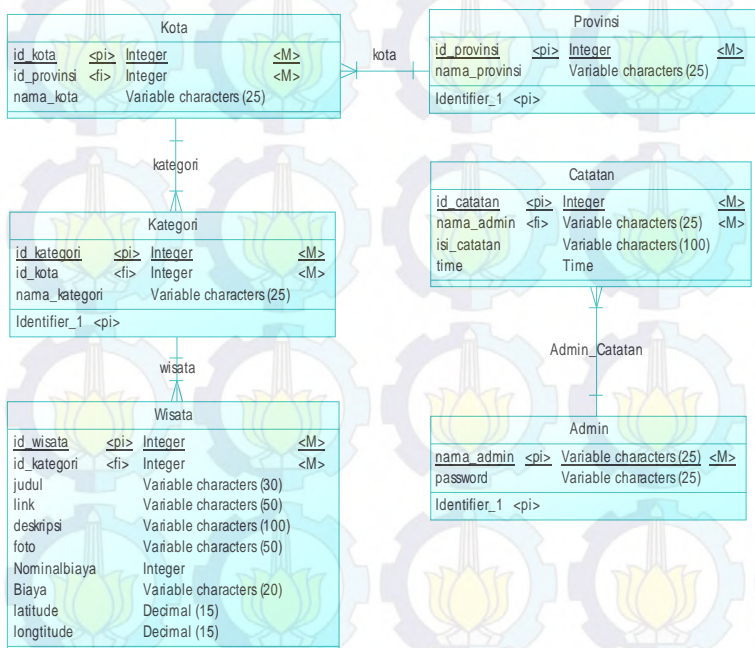 Kota
id_kota <pi> Integer <M>
id_provinsi <fi> Integer <M>
nama_kota Variable characters (25)
kota
Provinsi
id_provinsi <pi> Integer <M>
nama_provinsi Variable characters (25)
Identifier_1 <pi>
kategori
Kategori
id_kategori <pi> Integer <M>
id_kota <fi> Integer <M>
nama_kategori Variable characters (25)
Identifier_1 <pi>
wisata
Wisata
id_wisata <pi> Integer <M>
id_kategori <fi> Integer <M>
judul Variable characters (30)
link Variable characters (50)
deskripsi Variable characters (100)
foto Variable characters (50)
Nominalbiaya Integer
Biaya Variable characters (20)
latitude Decimal (15)
longtitude Decimal (15)
Catatan
id_catatan <pi> Integer <M>
nama_admin <fi> Variable characters (25) <M>
isi_catatan Variable characters (100)
time Time
Admin_Catatan
Admin
nama_admin <pi> Variable characters (25) <M>
password Variable characters (25)
Identifier_1 <pi>